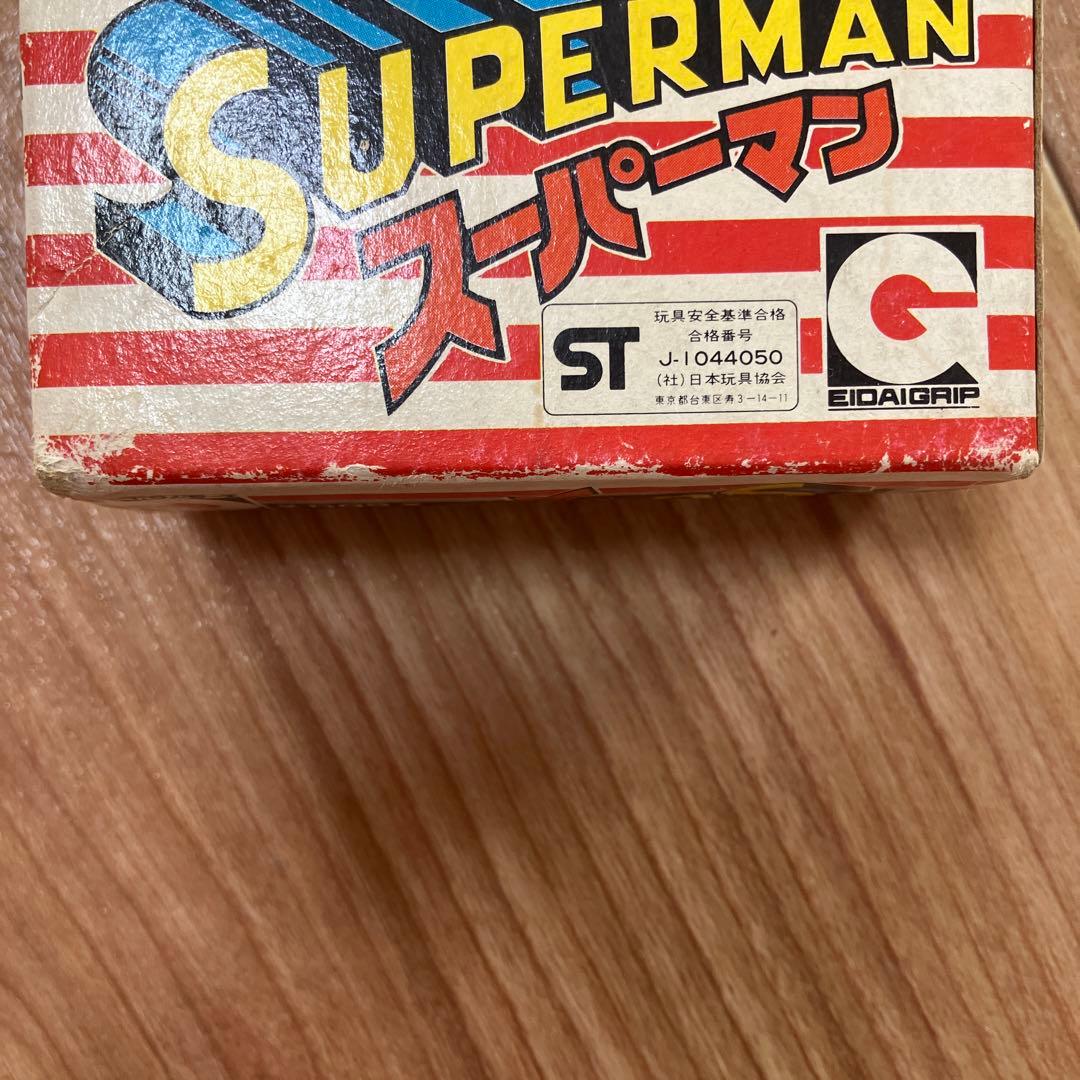 SUPERMAN
スーパーマン
ST
玩具安全基準合格
合格番号
J-1044050
(社)日本玩具協会
東京都台東区寿3-14-11
EIDAIGRIP